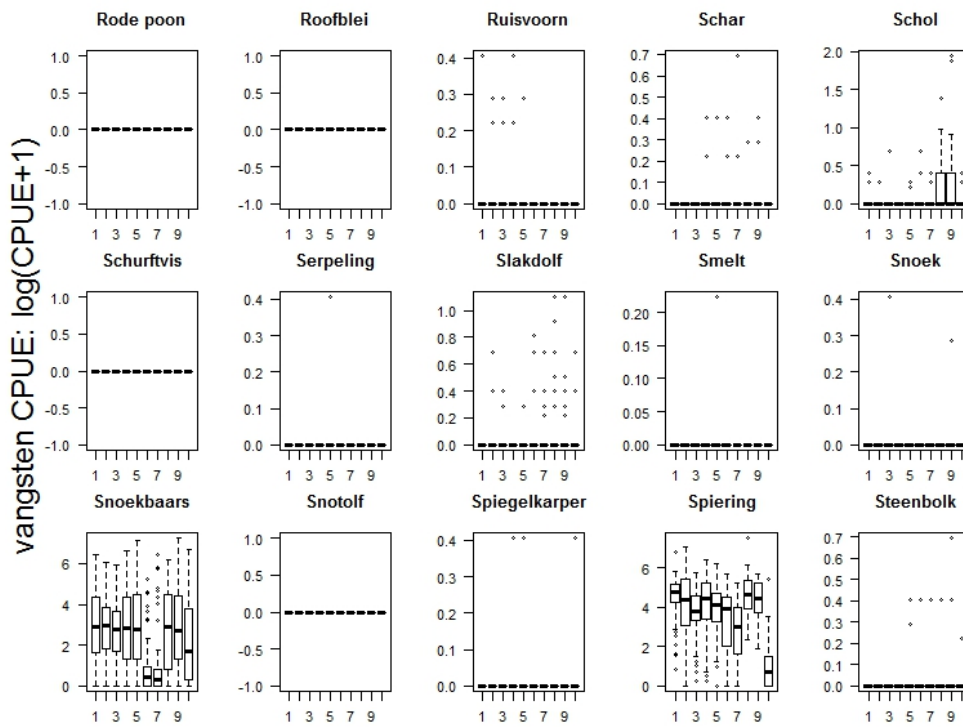 vangsten CPUE: log(CPUE+1)
Rode poon
1.0
0.5
0.0
-0.5
-1.0
1 3 5 7 9
Roofblei
1.0
0.5
0.0
-0.5
-1.0
1 3 5 7 9
Ruisvoorn
0.4
0.3
0.2
0.1
0.0
1 3 5 7 9
Schar
0.7
0.6
0.5
0.4
0.3
0.2
0.1
0.0
1 3 5 7 9
Schol
2.0
1.5
1.0
0.5
0.0
1 3 5 7 9
Schurftvis
1.0
0.5
0.0
-0.5
-1.0
1 3 5 7 9
Serpeling
0.4
0.3
0.2
0.1
0.0
1 3 5 7 9
Slakdolf
1.0
0.8
0.6
0.4
0.2
0.0
1 3 5 7 9
Smelt
0.20
0.15
0.10
0.05
0.00
1 3 5 7 9
Snoek
0.4
0.3
0.2
0.1
0.0
1 3 5 7 9
Snoekbaars
6
4
2
0
1 3 5 7 9
Snotolf
1.0
0.5
0.0
-0.5
-1.0
1 3 5 7 9
Spiegelkarper
0.4
0.3
0.2
0.1
0.0
1 3 5 7 9
Spiering
6
4
2
0
1 3 5 7 9
Steenbolk
0.7
0.6
0.5
0.4
0.3
0.2
0.1
0.0
1 3 5 7 9